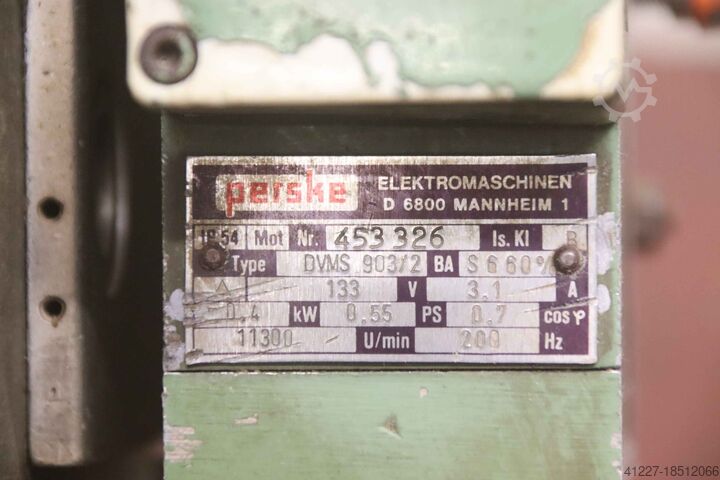 perske ELEKTROMASCHINEN
D 6800 MANNHEIM 1
IP 54 Mot Nr. 453 326 Is. Kl B
Type DVMS 903/2 BA S 6 60%
△ 133 V 3.1 A
0.4 kW 0.55 PS 0.7 cos φ
11300 U/min 200 Hz
41227-18512066